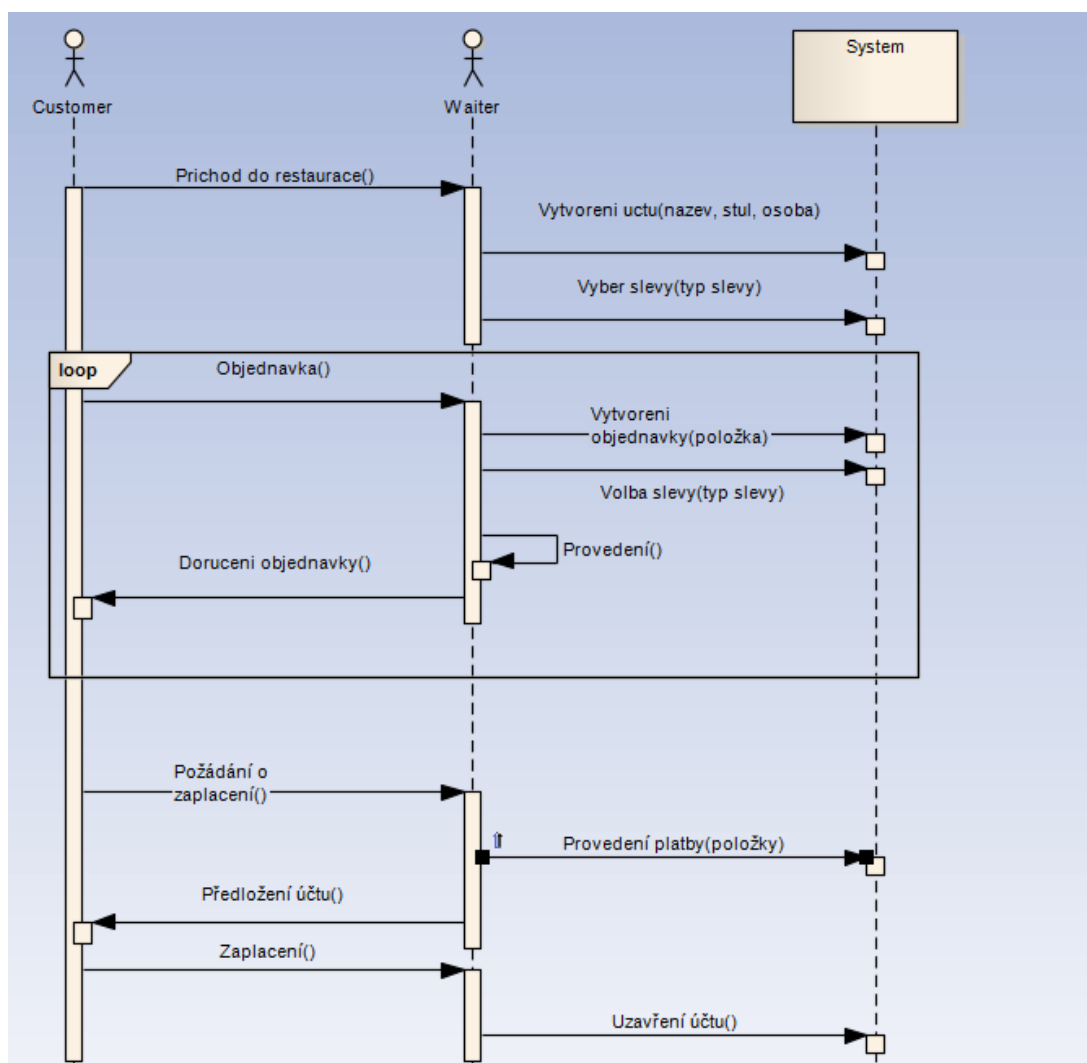 System
Customer
Waiter
Prichod do restaurace()
Vytvoreni uctu(nazev, stul, osoba)
Vyber slevy(typ slevy)
loop
Objednavka()
Vytvoreni
objednavky(položka)
Volba slevy(typ slevy)
Provedení()
Doruceni objednavky()
Požádání o
zaplacení()
Provedení platby(položky)
Předložení účtu()
Zaplacení()
Uzavření účtu()